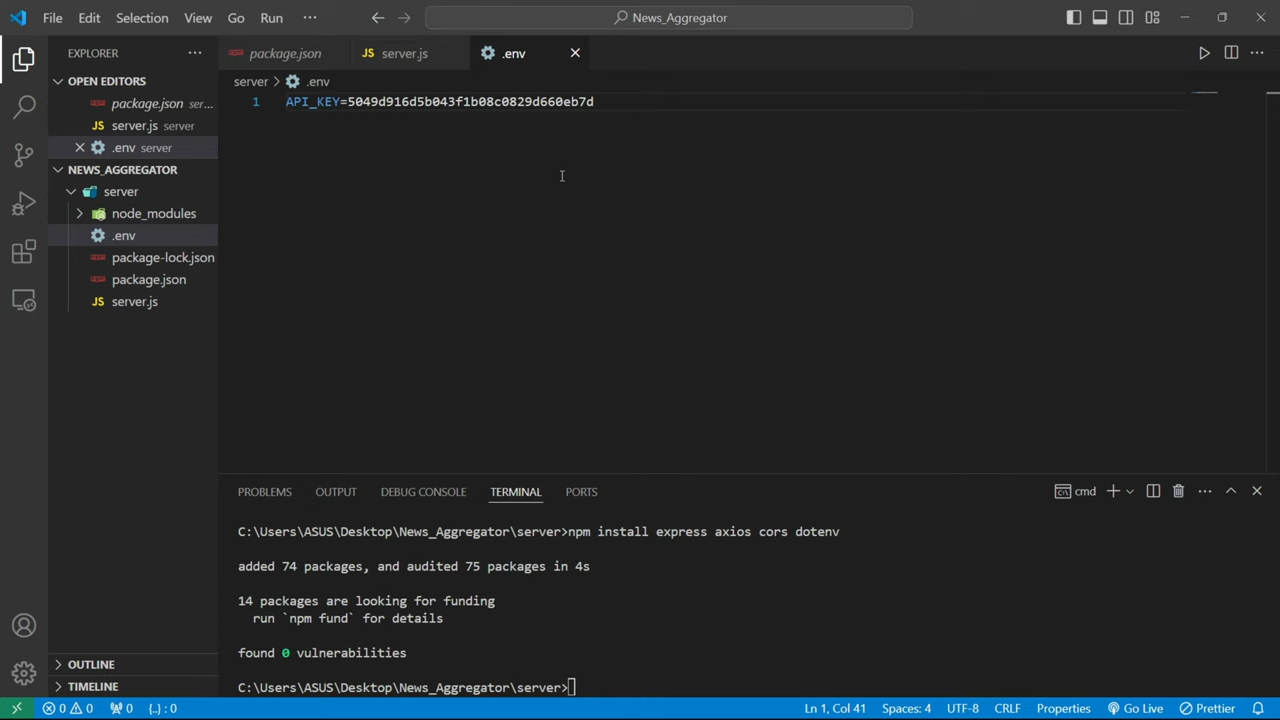 File Edit Selection View Go Run ··· News_Aggregator
EXPLORER ···
package.json
JS server.js
.env
OPEN EDITORS
package.json ser...
JS server.js server
.env server
NEWS_AGGREGATOR
server
node_modules
.env
package-lock.json
package.json
JS server.js
OUTLINE
TIMELINE
server > .env
1 API_KEY=5049d916d5b043f1b08c0829d660eb7d
PROBLEMS OUTPUT DEBUG CONSOLE TERMINAL PORTS
cmd
C:\Users\ASUS\Desktop\News_Aggregator\server>npm install express axios cors dotenv
added 74 packages, and audited 75 packages in 4s
14 packages are looking for funding
run `npm fund` for details
found 0 vulnerabilities
C:\Users\ASUS\Desktop\News_Aggregator\server>
0 0 0 {..} : 0 Ln 1, Col 41 Spaces: 4 UTF-8 CRLF Properties Go Live Prettier